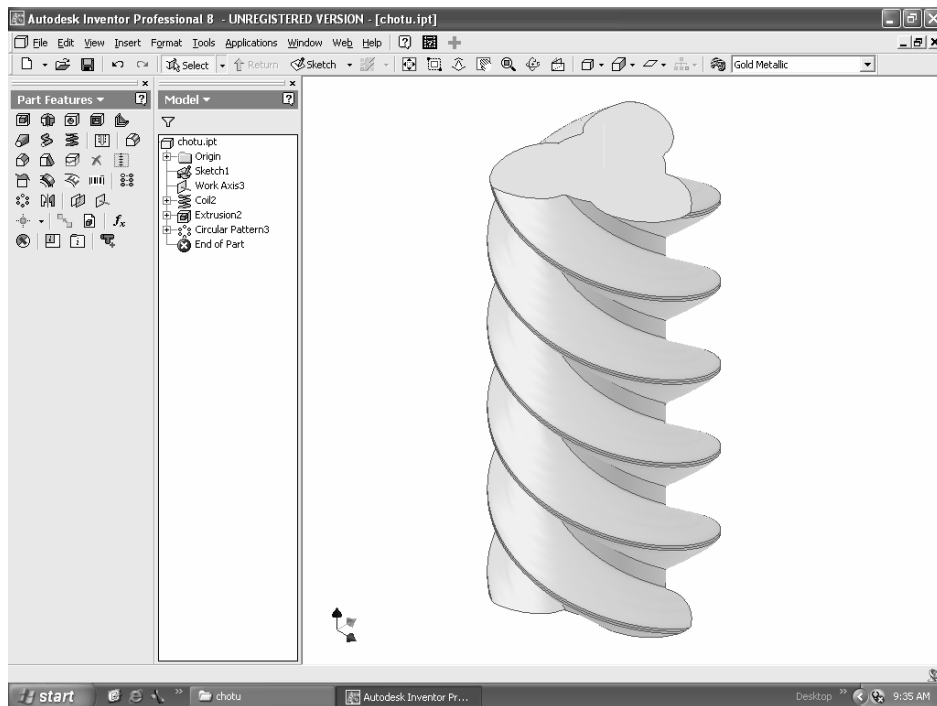 Autodesk Inventor Professional 8 - UNREGISTERED VERSION - [chotu.ipt]
File Edit View Insert Format Tools Applications Window Web Help
Select Return Sketch Gold Metallic
Part Features Model
chotu.ipt
Origin
Sketch1
Work Axis3
Coil2
Extrusion2
Circular Pattern3
End of Part
fx
start chotu Autodesk Inventor Pr... Desktop 9:35 AM